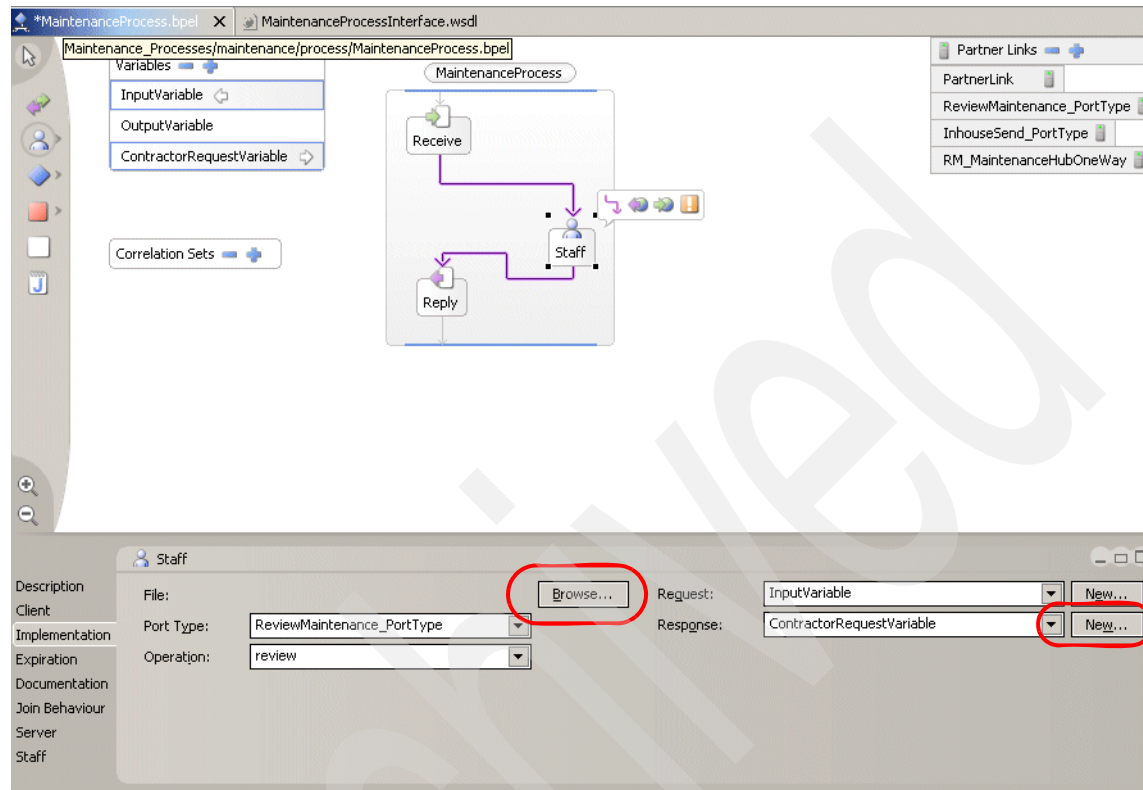 *MaintenanceProcess.bpel X MaintenanceProcessInterface.wsdl
Maintenance_Processes/maintenance/process/MaintenanceProcess.bpel
Variables
InputVariable
OutputVariable
ContractorRequestVariable
Correlation Sets
J
MaintenanceProcess
Receive
Staff
Reply
Partner Links
PartnerLink
ReviewMaintenance_PortType
InhouseSend_PortType
RM_MaintenanceHubOneWay
Staff
Description
Client
Implementation
Expiration
Documentation
Join Behaviour
Server
Staff
File: Browse... Request: InputVariable New...
Port Type: ReviewMaintenance_PortType Response: ContractorRequestVariable New...
Operation: review
hived